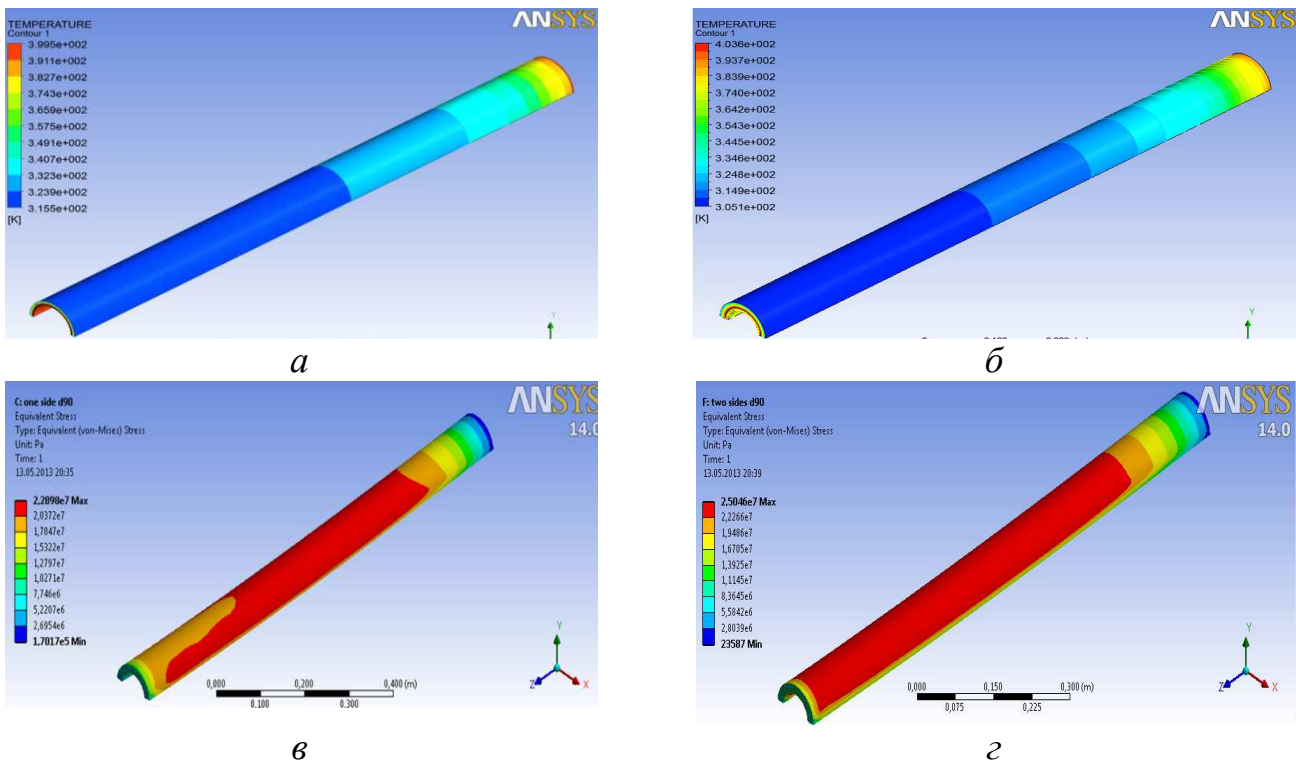 ANSYS
TEMPERATURE
Contour 1
3.995e+002
3.911e+002
3.827e+002
3.743e+002
3.659e+002
3.575e+002
3.491e+002
3.407e+002
3.323e+002
3.239e+002
3.155e+002
[K]
Y
а
ANSYS
TEMPERATURE
Contour 1
4.036e+002
3.937e+002
3.839e+002
3.740e+002
3.642e+002
3.543e+002
3.445e+002
3.346e+002
3.248e+002
3.149e+002
3.051e+002
[K]
Y
б
C: one side d90
Equivalent Stress
Type: Equivalent (von-Mises) Stress
Unit: Pa
Time: 1
13.05.2013 20:35
ANSYS
14.0
2,2898e7 Max
2,0372e7
1,7847e7
1,5322e7
1,2797e7
1,0271e7
7,746e6
5,2207e6
2,6954e6
1,7017e5 Min
0,000 0,200 0,400 (m)
0,100 0,300
Y
Z X
в
F: two sides d90
Equivalent Stress
Type: Equivalent (von-Mises) Stress
Unit: Pa
Time: 1
13.05.2013 20:39
ANSYS
14.0
2,5046e7 Max
2,2266e7
1,9486e7
1,6705e7
1,3925e7
1,1145e7
8,3645e6
5,5842e6
2,8039e6
23587 Min
0,000 0,150 0,300 (m)
0,075 0,225
Y
Z X
г